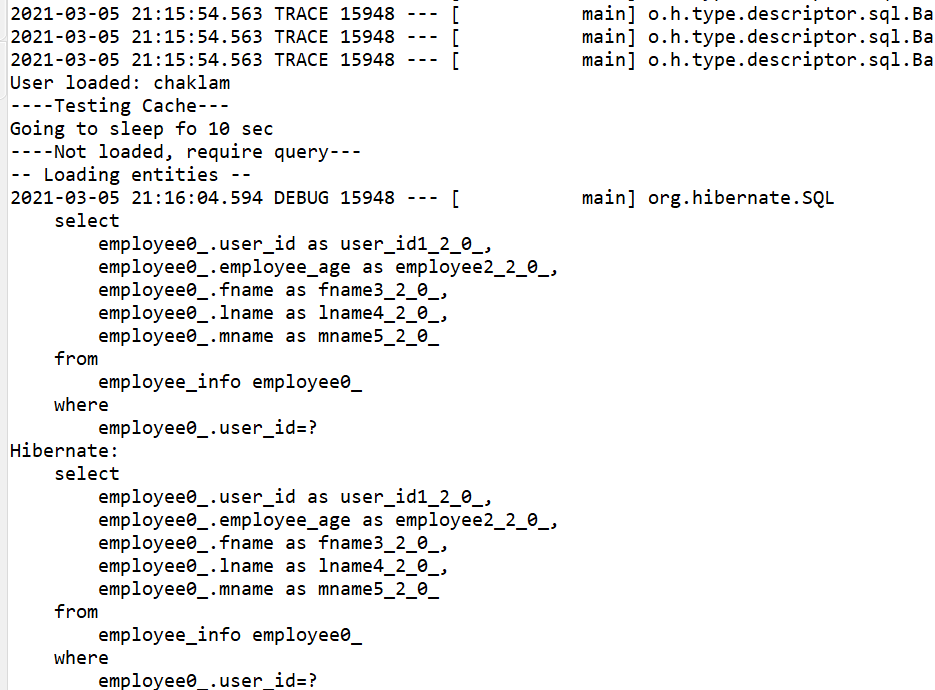 2021-03-05 21:15:54.563 TRACE 15948 --- [           main] o.h.type.descriptor.sql.Ba
2021-03-05 21:15:54.563 TRACE 15948 --- [           main] o.h.type.descriptor.sql.Ba
2021-03-05 21:15:54.563 TRACE 15948 --- [           main] o.h.type.descriptor.sql.Ba
User loaded: chaklam
----Testing Cache---
Going to sleep fo 10 sec
----Not loaded, require query---
-- Loading entities --
2021-03-05 21:16:04.594 DEBUG 15948 --- [           main] org.hibernate.SQL
    select
        employee0_.user_id as user_id1_2_0_,
        employee0_.employee_age as employee2_2_0_,
        employee0_.fname as fname3_2_0_,
        employee0_.lname as lname4_2_0_,
        employee0_.mname as mname5_2_0_
    from
        employee_info employee0_
    where
        employee0_.user_id=?
Hibernate:
    select
        employee0_.user_id as user_id1_2_0_,
        employee0_.employee_age as employee2_2_0_,
        employee0_.fname as fname3_2_0_,
        employee0_.lname as lname4_2_0_,
        employee0_.mname as mname5_2_0_
    from
        employee_info employee0_
    where
        employee0_.user_id=?